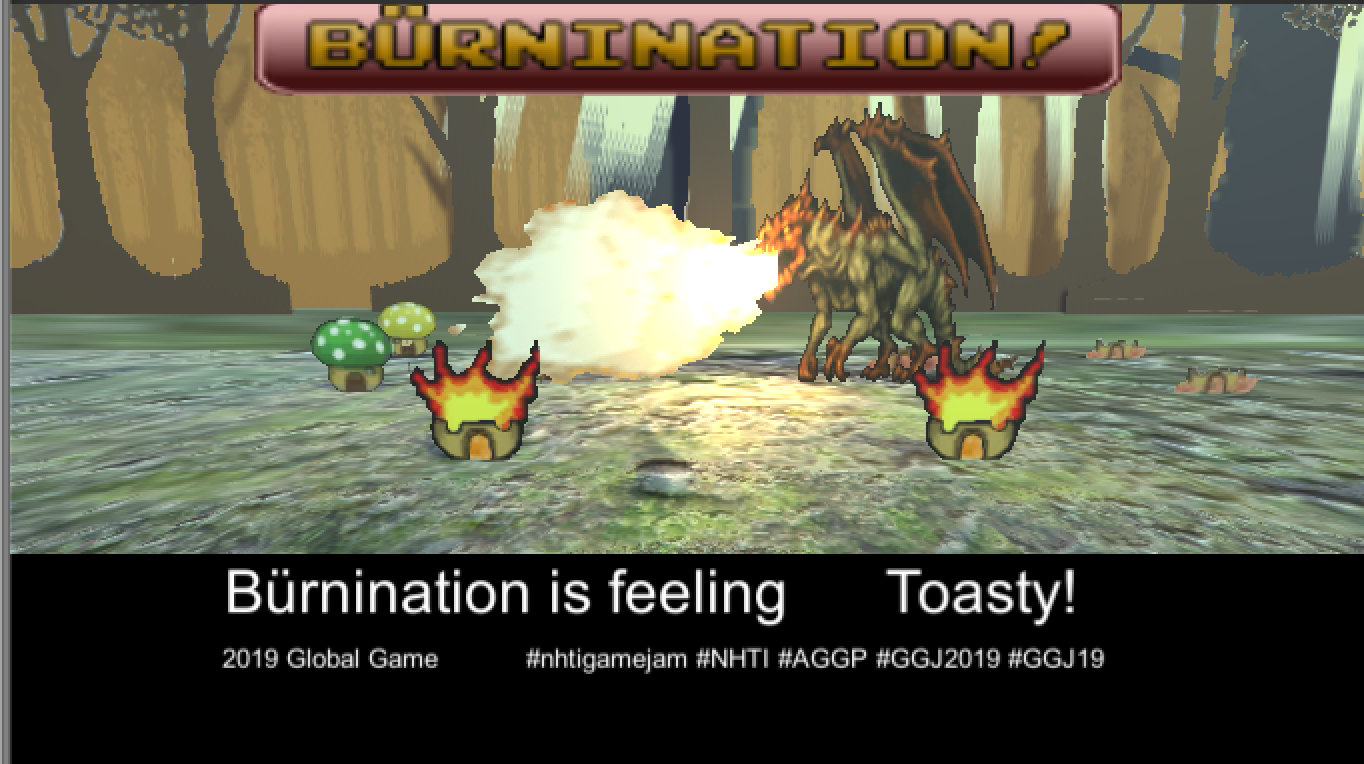 BÜRNINATION!
Bürnination is feeling Toasty!
2019 Global Game #nhtigamejam #NHTI #AGGP #GGJ2019 #GGJ19